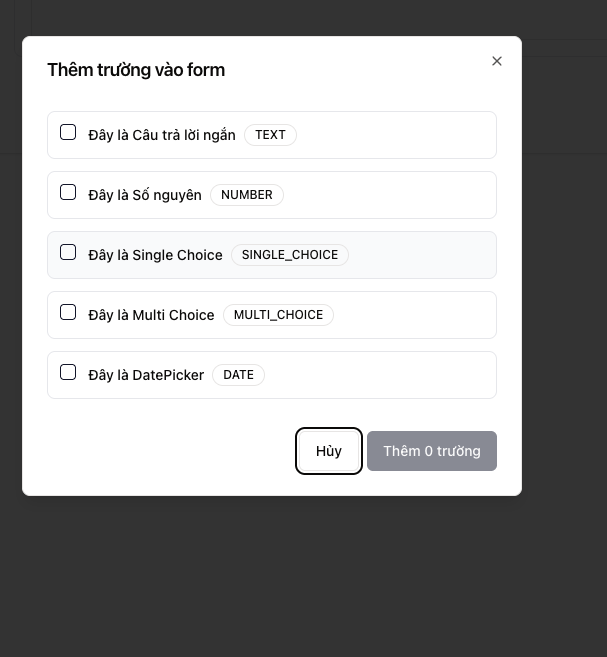 Thêm trường vào form
Đây là Câu trả lời ngắn TEXT
Đây là Số nguyên NUMBER
Đây là Single Choice SINGLE_CHOICE
Đây là Multi Choice MULTI_CHOICE
Đây là DatePicker DATE
Hủy Thêm 0 trường